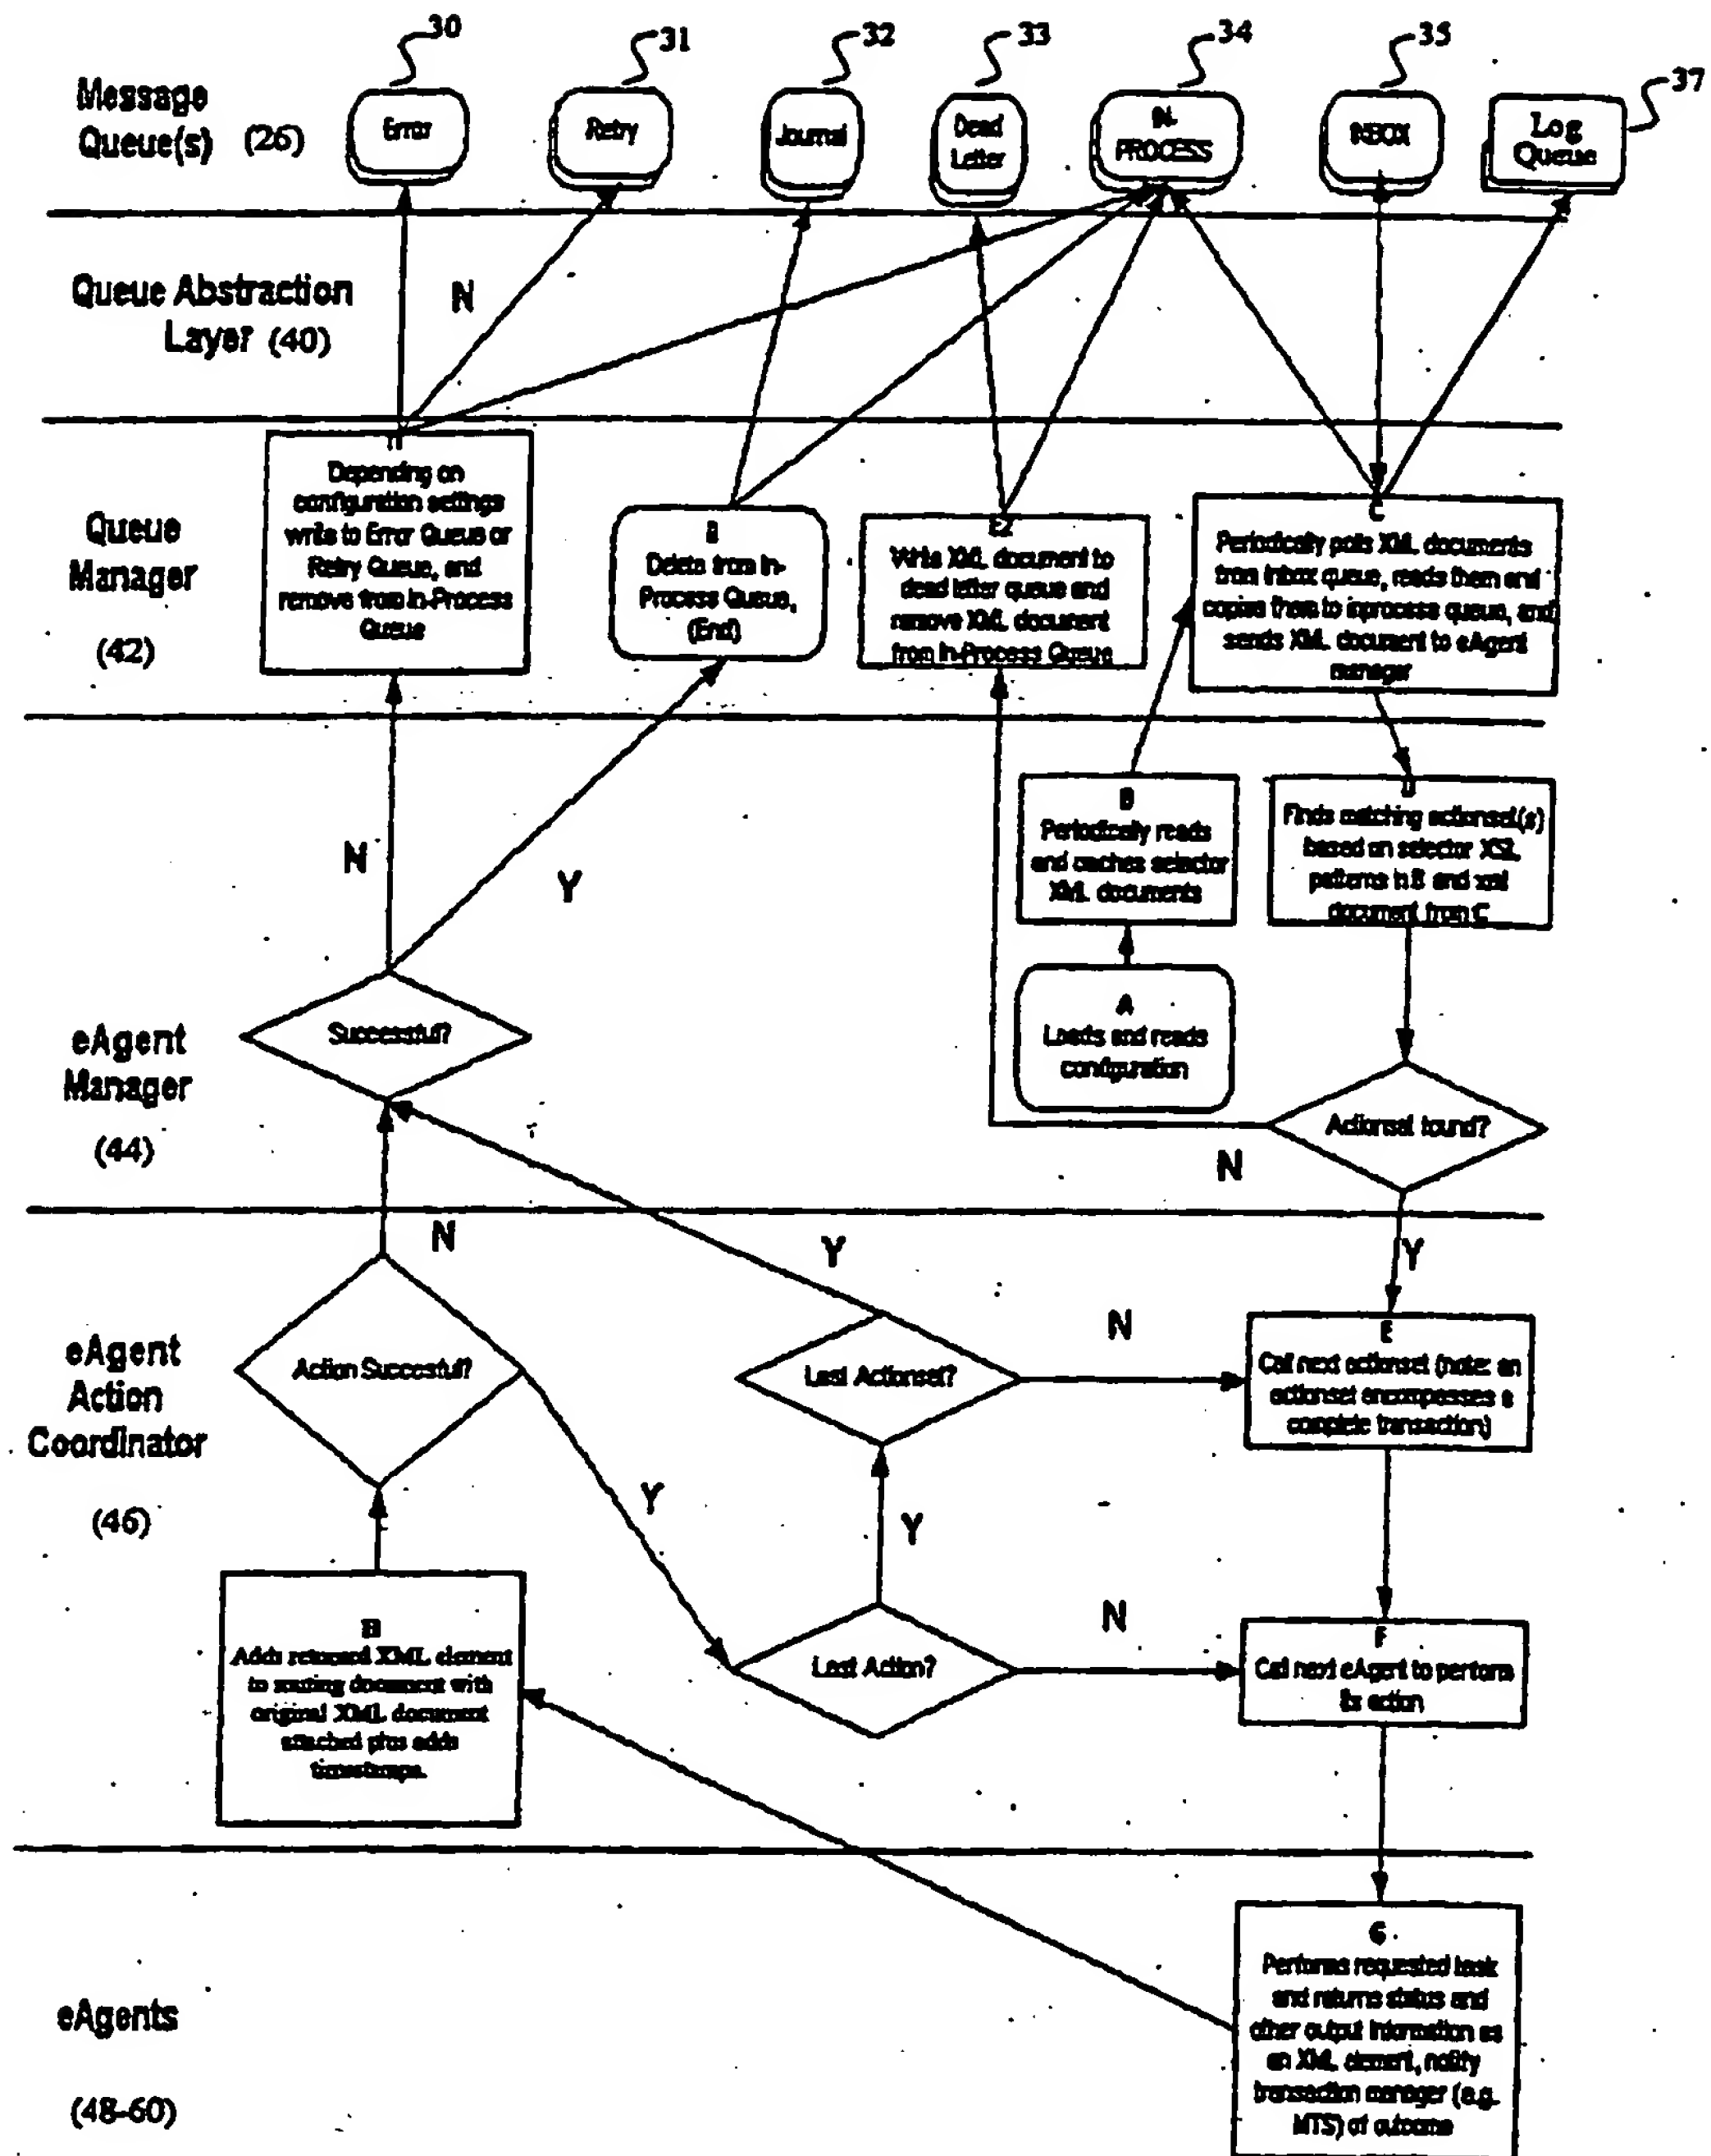 30
31
32
33
34
35
37
Message
Queue(s) (26)
Error
Retry
Journal
Dead
Letter
IN-
PROCESS
INBOX
Log
Queue
Queue Abstraction
Layer (40)
N
Queue
Manager
(42)
Depending on
configuration settings
write to Error Queue or
Retry Queue, and
remove from In-Process
Queue
Delete from In-
Process Queue,
(End)
E2
Write XML document to
dead letter queue and
remove XML document
from In-Process Queue
C
Periodically polls XML documents
from inbox queue, reads them and
copies them to inprocess queue, and
sends XML document to eAgent
manager
N
Y
B
Periodically reads
and caches selector
XML documents
D
Finds matching actionset(s)
based on selector XSL
patterns in B and xml
document from C
A
Loads and reads
configuration
eAgent
Manager
(44)
Successful?
Actionset found?
N
N
Y
Y
eAgent
Action
Coordinator
(46)
Action Successful?
Last Actionset?
N
E
Call next actionset (note: an
actionset encompasses a
complete transaction)
Y
Y
H
Adds returned XML element
to routing document with
original XML document
attached plus adds
timestamps.
Last Action?
N
F
Call next eAgent to perform
its action
eAgents
(48-60)
G
Performs requested task
and returns status and
other output information as
an XML element, notify
transaction manager (e.g.
MTS) of outcome